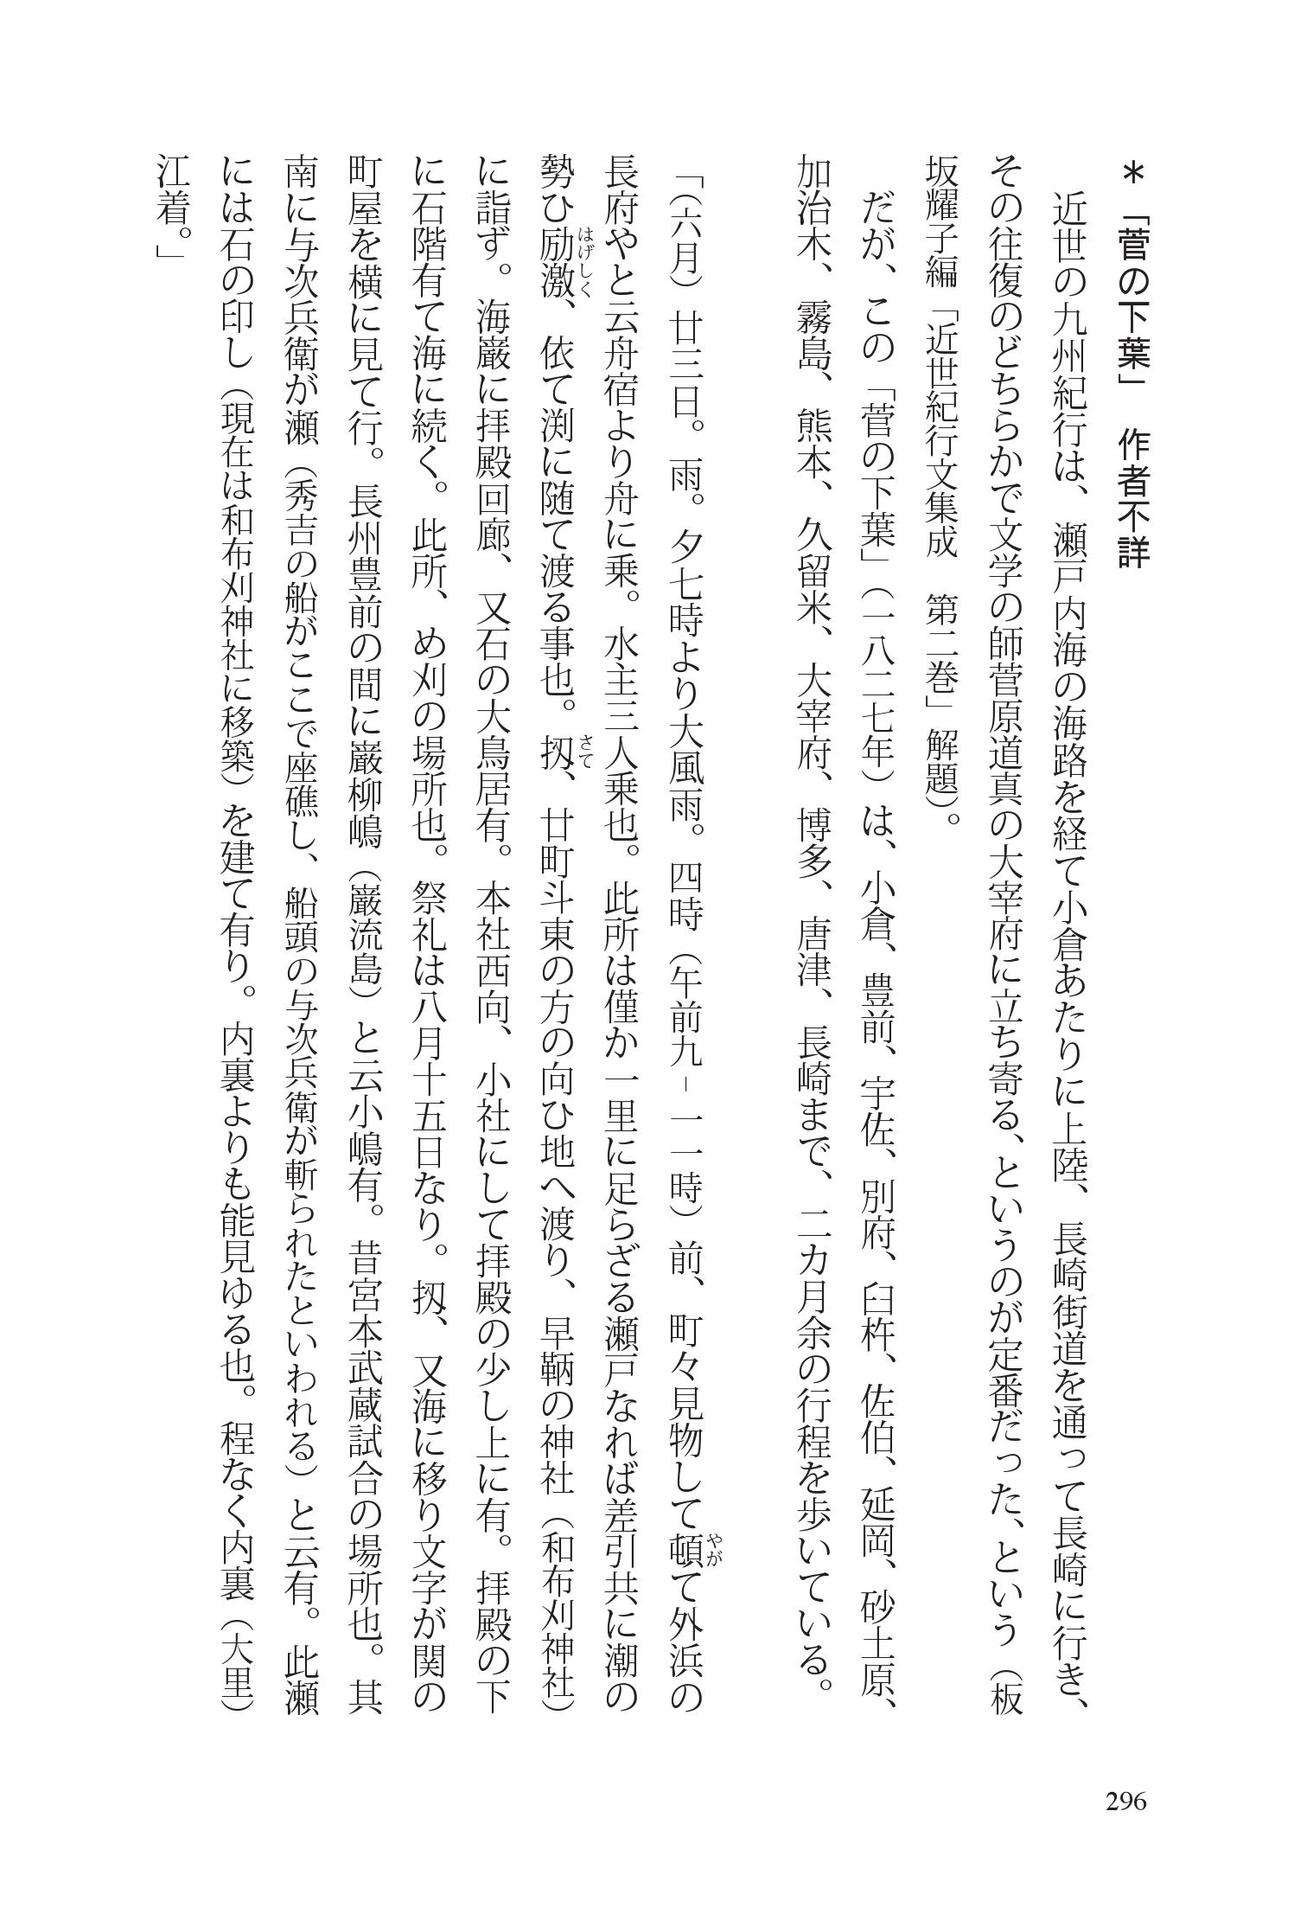 ＊「菅の下葉」　作者不詳
　近世の九州紀行は、瀬戸内海の海路を経て小倉あたりに上陸、長崎街道を通って長崎に行き、
その往復のどちらかで文学の師菅原道真の大宰府に立ち寄る、というのが定番だった、という（板
坂耀子編「近世紀行文集成　第二巻」解題）。
　だが、この「菅の下葉」（一八二七年）は、小倉、豊前、宇佐、別府、臼杵、佐伯、延岡、砂土原、
加治木、霧島、熊本、久留米、大宰府、博多、唐津、長崎まで、二カ月余の行程を歩いている。
「（六月）廿三日。雨。夕七時より大風雨。四時（午前九－一一時）前、町々見物して頓やがて外浜の
長府やと云舟宿より舟に乗。水主三人乗也。此所は僅か一里に足らざる瀬戸なれば差引共に潮の
勢ひ励激はげしく、依て渕に随て渡る事也。扨さて、廿町斗東の方の向ひ地へ渡り、早鞆の神社（和布刈神社）
に詣ず。海巌に拝殿回廊、又石の大鳥居有。本社西向、小社にして拝殿の少し上に有。拝殿の下
に石階有て海に続く。此所、め刈の場所也。祭礼は八月十五日なり。扨、又海に移り文字が関の
町屋を横に見て行。長州豊前の間に巌柳嶋（巌流島）と云小嶋有。昔宮本武蔵試合の場所也。其
南に与次兵衛が瀬（秀吉の船がここで座礁し、船頭の与次兵衛が斬られたといわれる）と云有。此瀬
には石の印し（現在は和布刈神社に移築）を建て有り。内裏よりも能見ゆる也。程なく内裏（大里）
江着。」
296